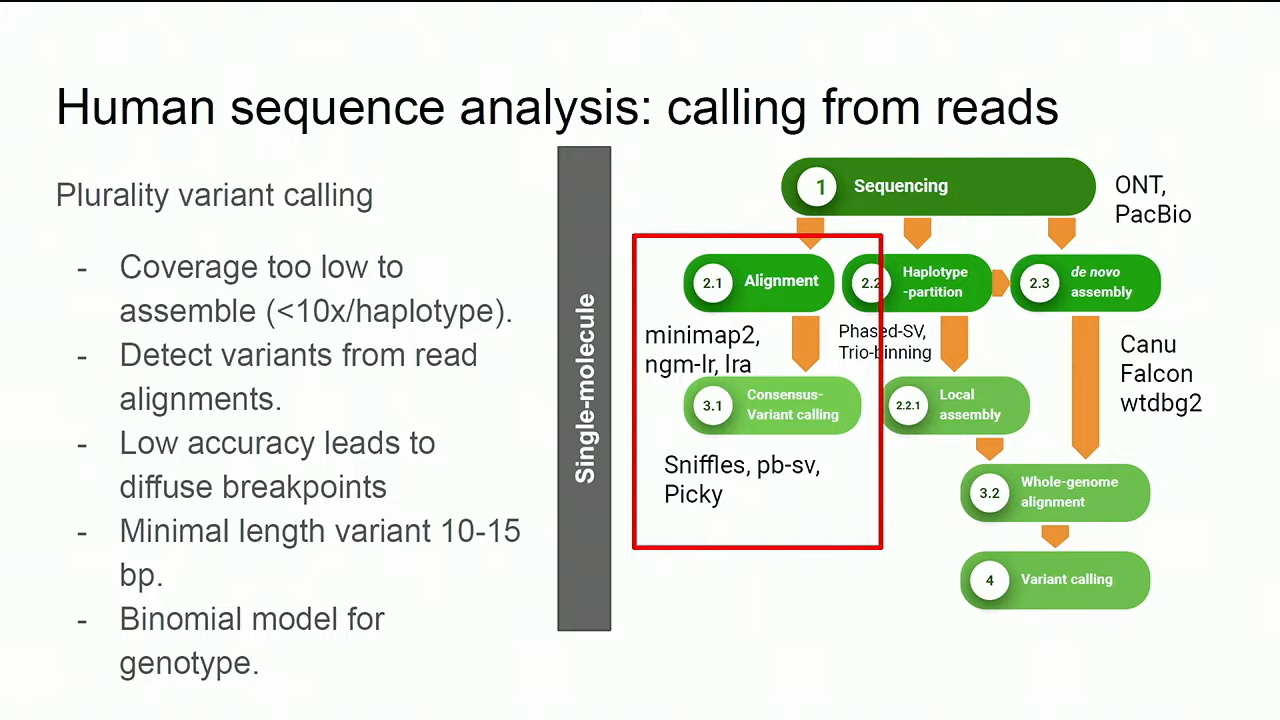 Human sequence analysis: calling from reads
Plurality variant calling
- Coverage too low to
assemble (<10x/haplotype).
- Detect variants from read
alignments.
- Low accuracy leads to
diffuse breakpoints
- Minimal length variant 10-15
bp.
- Binomial model for
genotype.
Single-molecule
1 Sequencing
ONT,
PacBio
2.1 Alignment
2.2 Haplotype
-partition
2.3 de novo
assembly
minimap2,
ngm-lr, lra
Phased-SV,
Trio-binning
Canu
Falcon
wtdbg2
3.1 Consensus-
Variant calling
2.2.1 Local
assembly
Sniffles, pb-sv,
Picky
3.2 Whole-genome
alignment
4 Variant calling